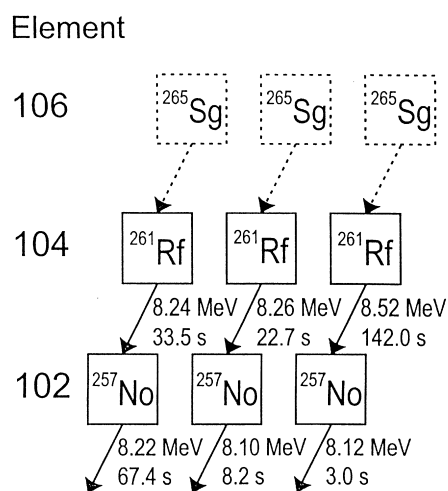 Element
106
²⁶⁵Sg ²⁶⁵Sg ²⁶⁵Sg
104
²⁶¹Rf ²⁶¹Rf ²⁶¹Rf
8.24 MeV 8.26 MeV 8.52 MeV
33.5 s 22.7 s 142.0 s
102
²⁵⁷No ²⁵⁷No ²⁵⁷No
8.22 MeV 8.10 MeV 8.12 MeV
67.4 s 8.2 s 3.0 s